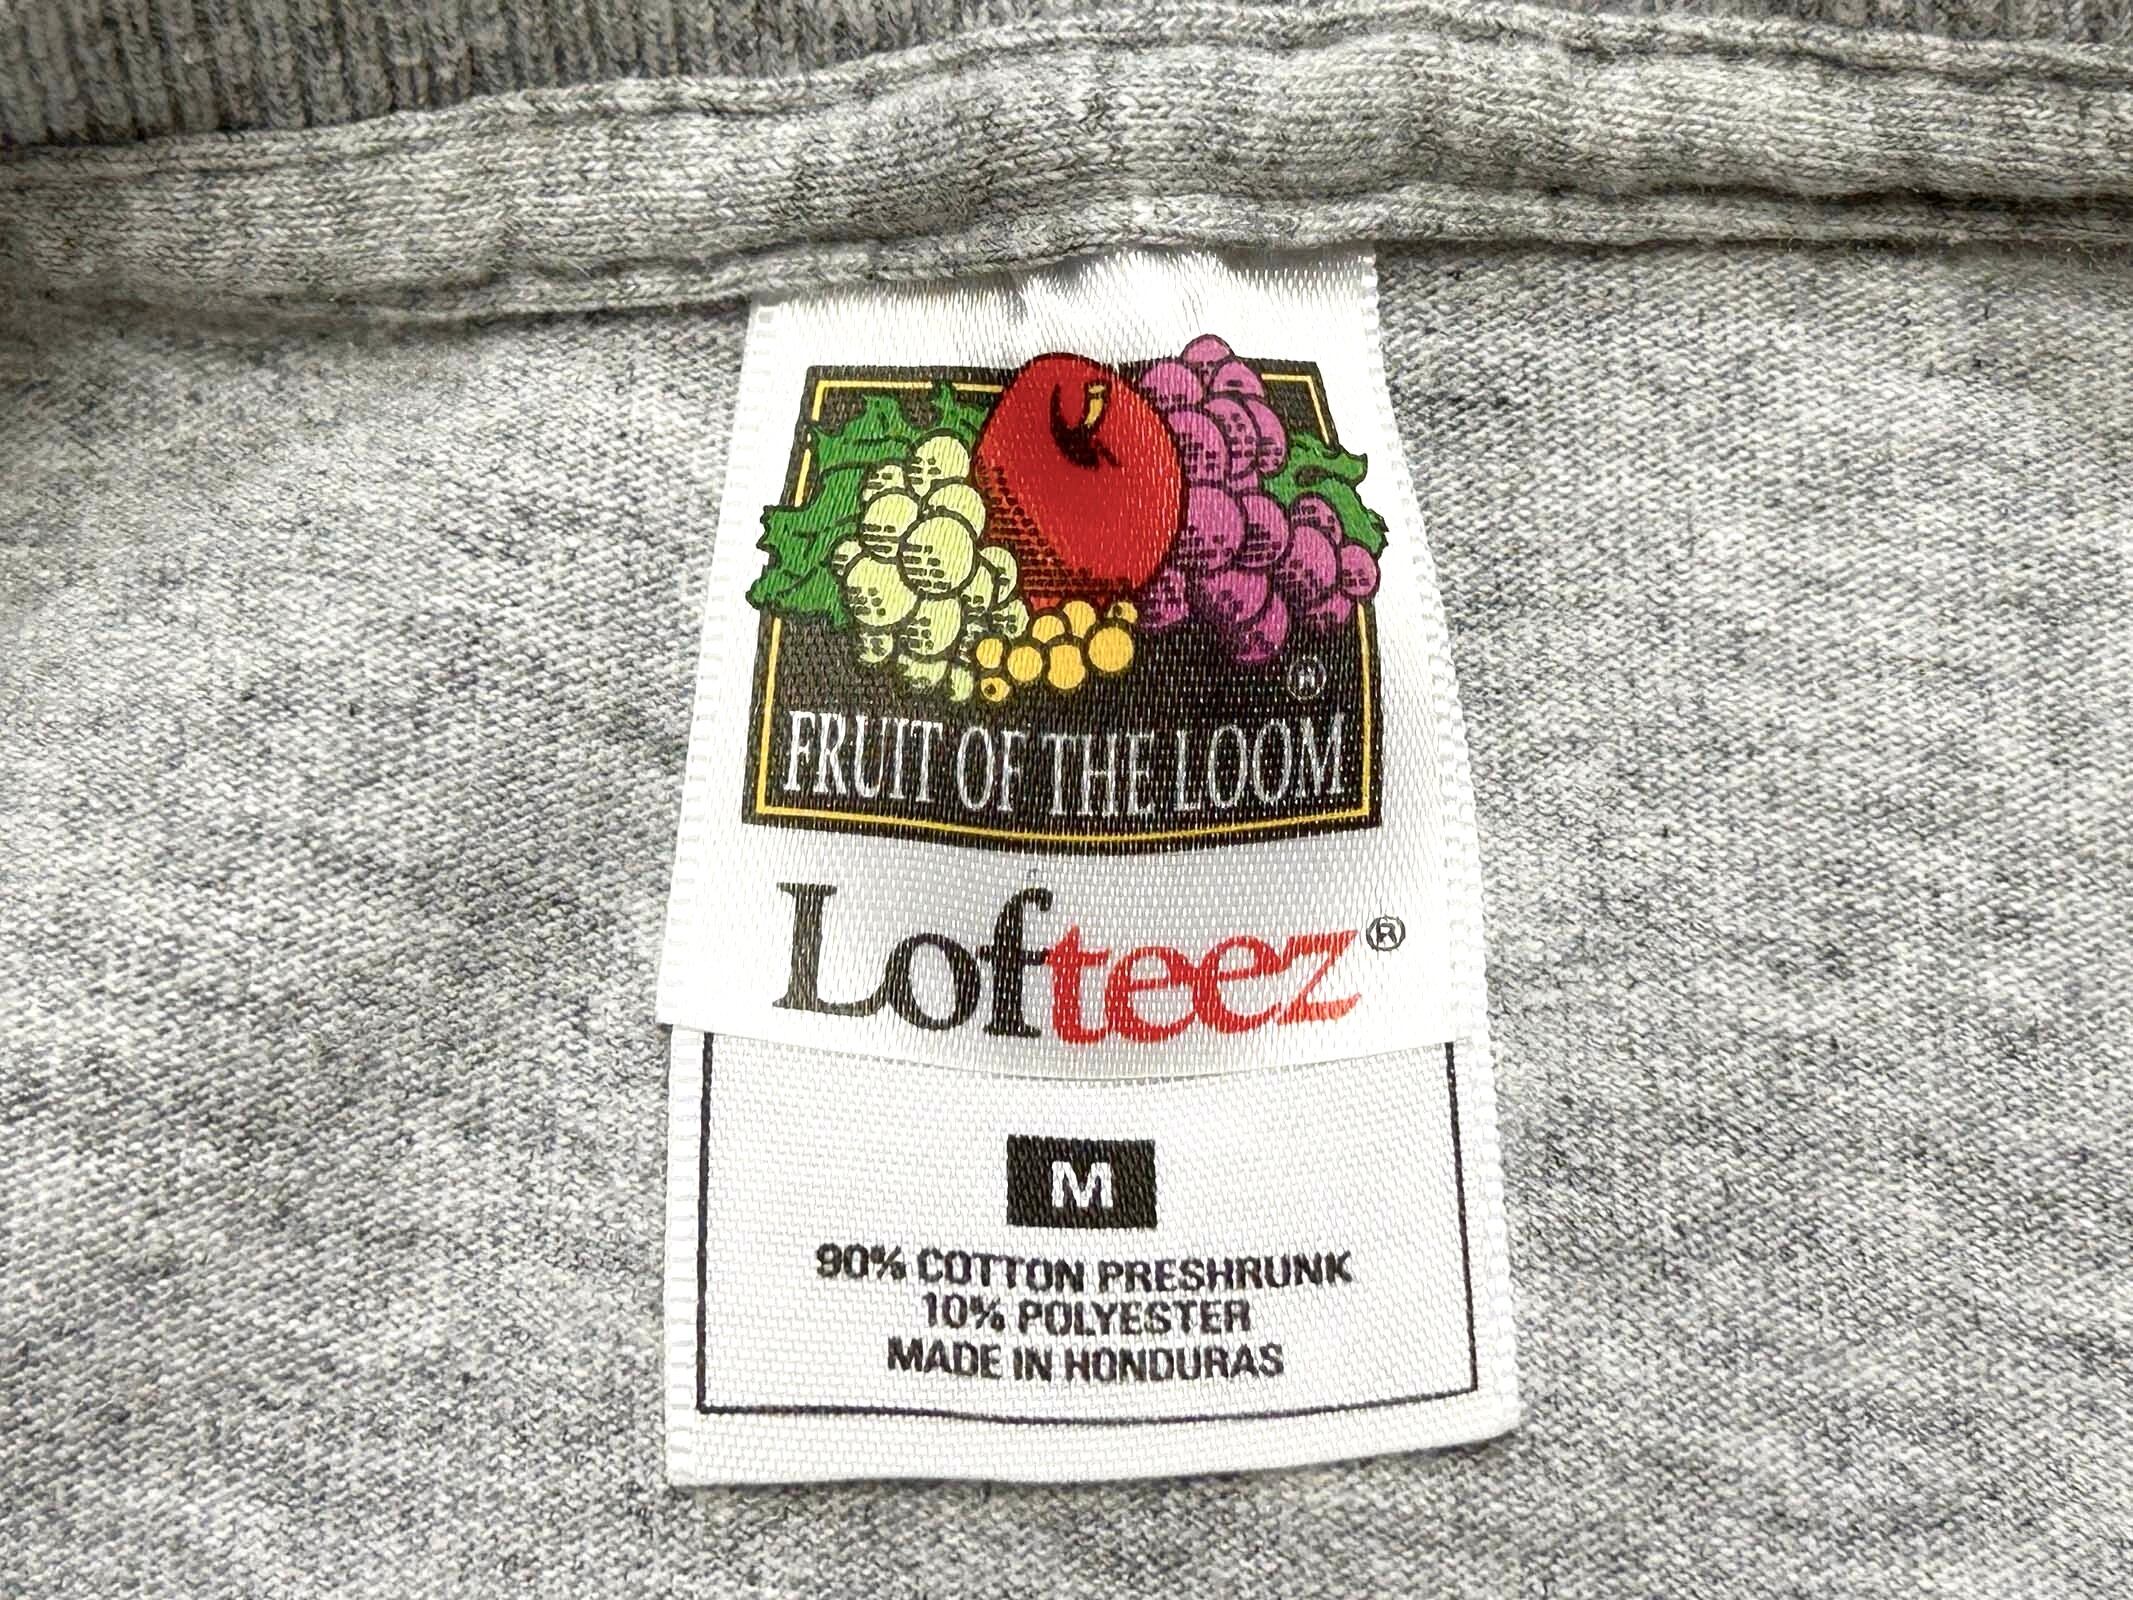 ®
FRUIT OF THE LOOM
Lofteez®
M
90% COTTON PRESHRUNK
10% POLYESTER
MADE IN HONDURAS